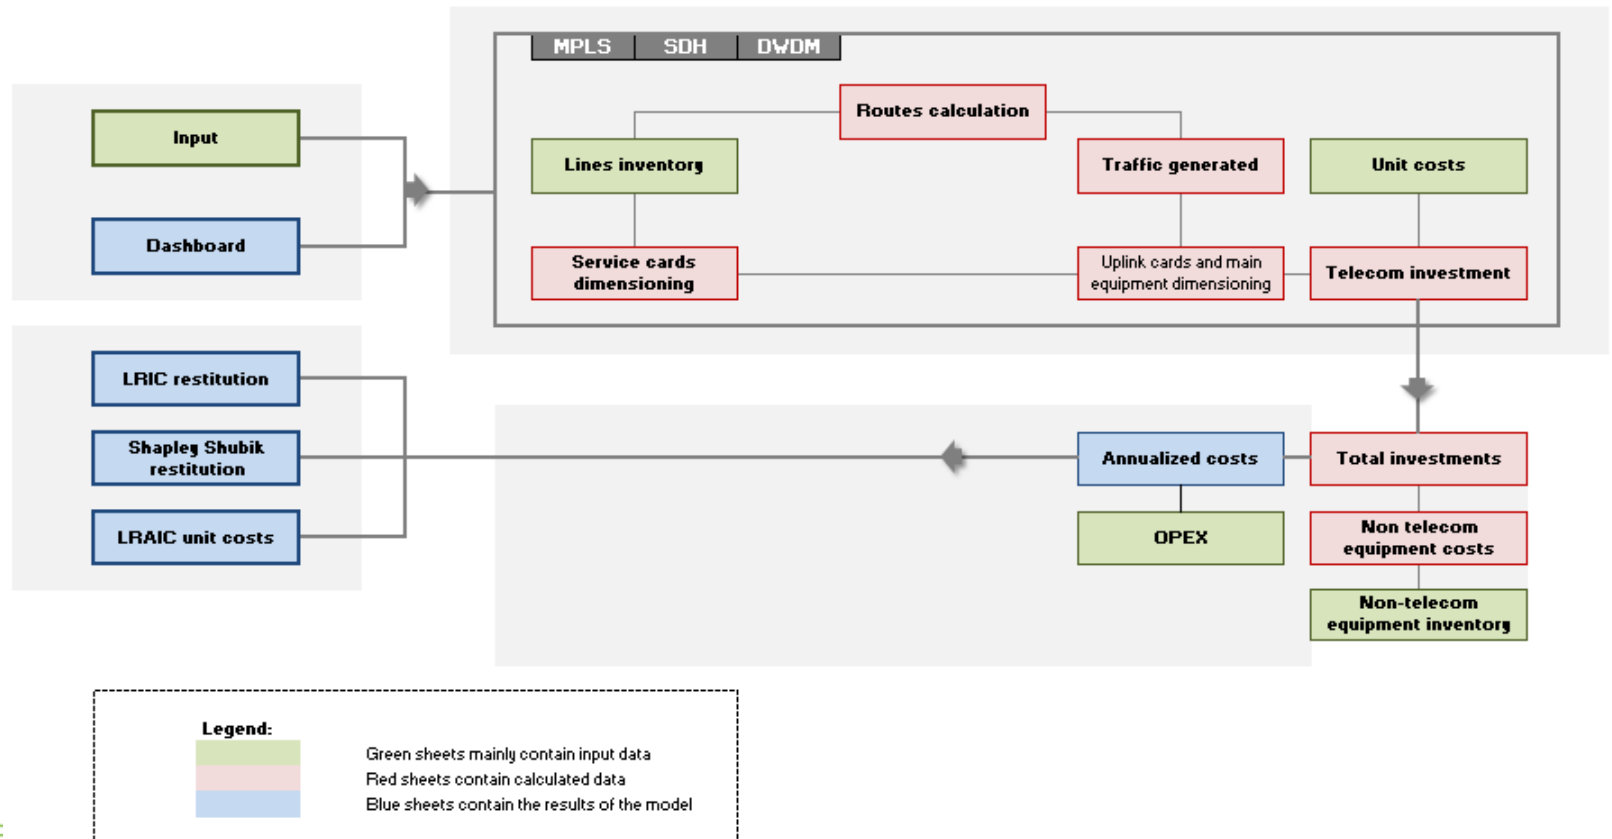 MPLS SDH DWDM
Routes calculation
Input
Lines inventory
Traffic generated
Unit costs
Dashboard
Service cards
dimensioning
Uplink cards and main
equipment dimensioning
Telecom investment
LRIC restitution
Shapley Shubik
restitution
Annualized costs
Total investments
LRAIC unit costs
OPEX
Non telecom
equipment costs
Non-telecom
equipment inventory
Legend:
Green sheets mainly contain input data
Red sheets contain calculated data
Blue sheets contain the results of the model